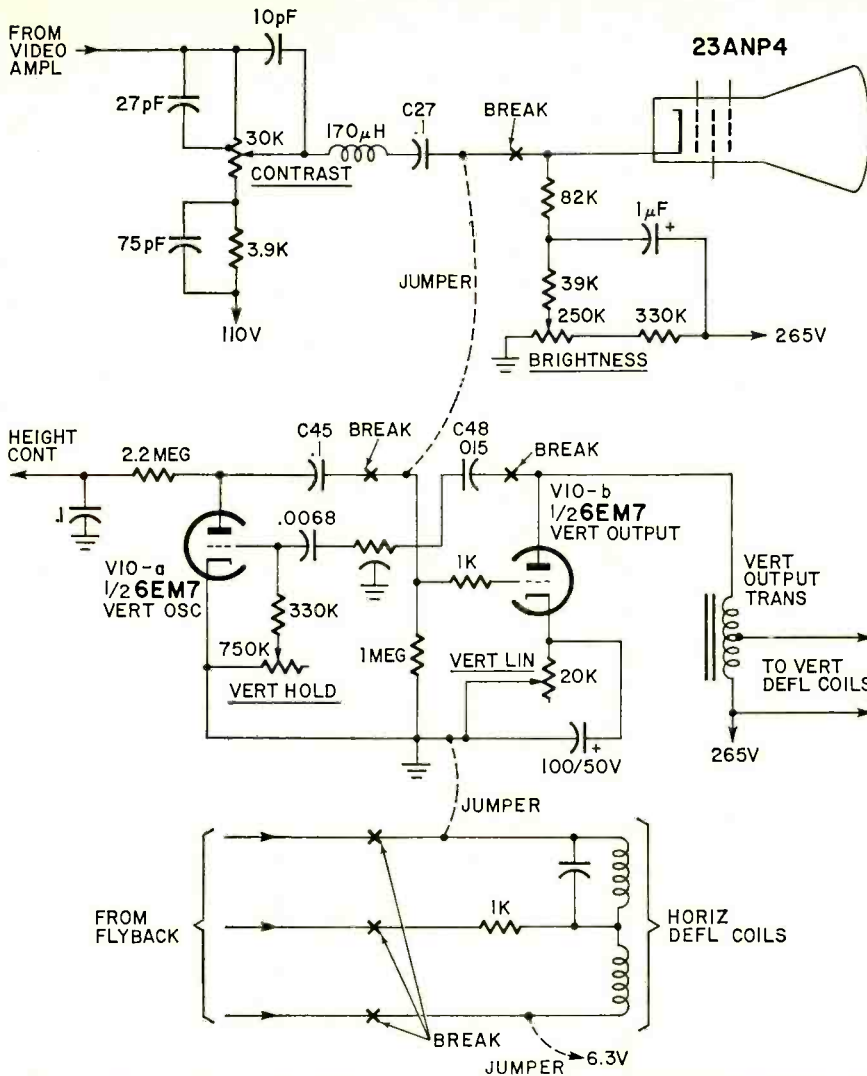 FROM
VIDEO
AMPL
10pF
27pF
30K
CONTRAST
170μH
C27
.1
BREAK
23ANP4
75pF
3.9K
110V
82K
1μF
+
39K
250K
330K
265V
BRIGHTNESS
JUMPER
HEIGHT
CONT
2.2 MEG
C45
.1
BREAK
C48
.015
BREAK
.1
V10-a
1/2 6EM7
VERT OSC
.0068
V10-b
1/2 6EM7
VERT OUTPUT
1K
330K
750K
VERT HOLD
1 MEG
VERT LIN
20K
100/50V
+
VERT
OUTPUT
TRANS
TO VERT
DEFL COILS
265V
JUMPER
FROM
FLYBACK
1K
HORIZ
DEFL COILS
BREAK
JUMPER
6.3V